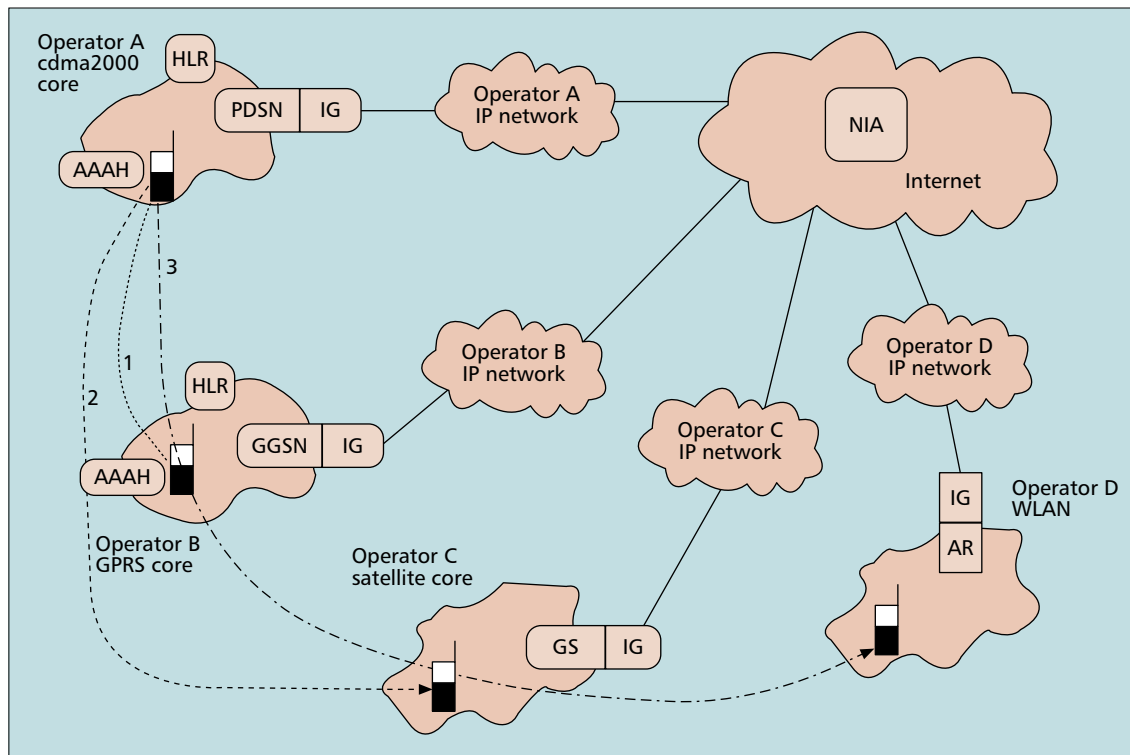 Operator A
cdma2000
core
HLR
PDSN IG
AAAH
Operator A
IP network
NIA
Internet
3
1
2
HLR
AAAH
GGSN IG
Operator B
IP network
Operator B
GPRS core
Operator C
IP network
Operator D
IP network
Operator C
satellite core
GS IG
IG
AR
Operator D
WLAN